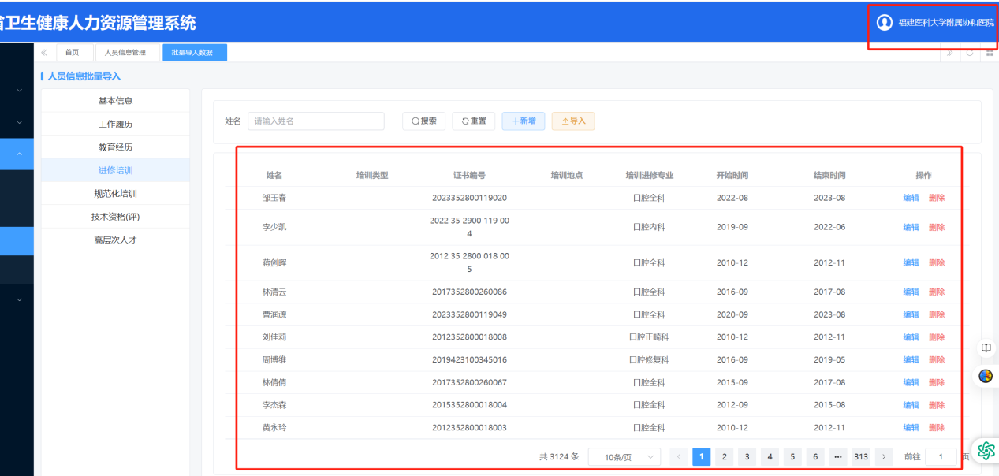 省卫生健康人力资源管理系统
福建医科大学附属协和医院
首页 人员信息管理 批量导入数据
人员信息批量导入
基本信息
工作履历
教育经历
进修培训
规范化培训
技术资格(评)
高层次人才
姓名 请输入姓名 搜索 重置 新增 导入
姓名 培训类型 证书编号 培训地点 培训进修专业 开始时间 结束时间 操作
邹玉春 2023352800119020 口腔全科 2022-08 2023-08 编辑 删除
李少凯 2022 35 2900 119 00
4 口腔内科 2019-09 2022-06 编辑 删除
蒋剑晖 2012 35 2800 018 00
5 口腔全科 2010-12 2012-11 编辑 删除
林清云 2017352800260086 口腔全科 2016-09 2017-08 编辑 删除
曹润源 2023352800119049 口腔全科 2020-09 2023-08 编辑 删除
刘佳莉 2012352800018008 口腔正畸科 2010-12 2012-11 编辑 删除
周博维 2019423100345016 口腔修复科 2016-09 2019-05 编辑 删除
林倩倩 2017352800260067 口腔全科 2015-09 2017-08 编辑 删除
李杰森 2015352800018004 口腔全科 2012-09 2015-08 编辑 删除
黄永玲 2012352800018003 口腔全科 2010-12 2012-11 编辑 删除
共 3124 条 10条/页 1 2 3 4 5 6 ••• 313 前往 1 页